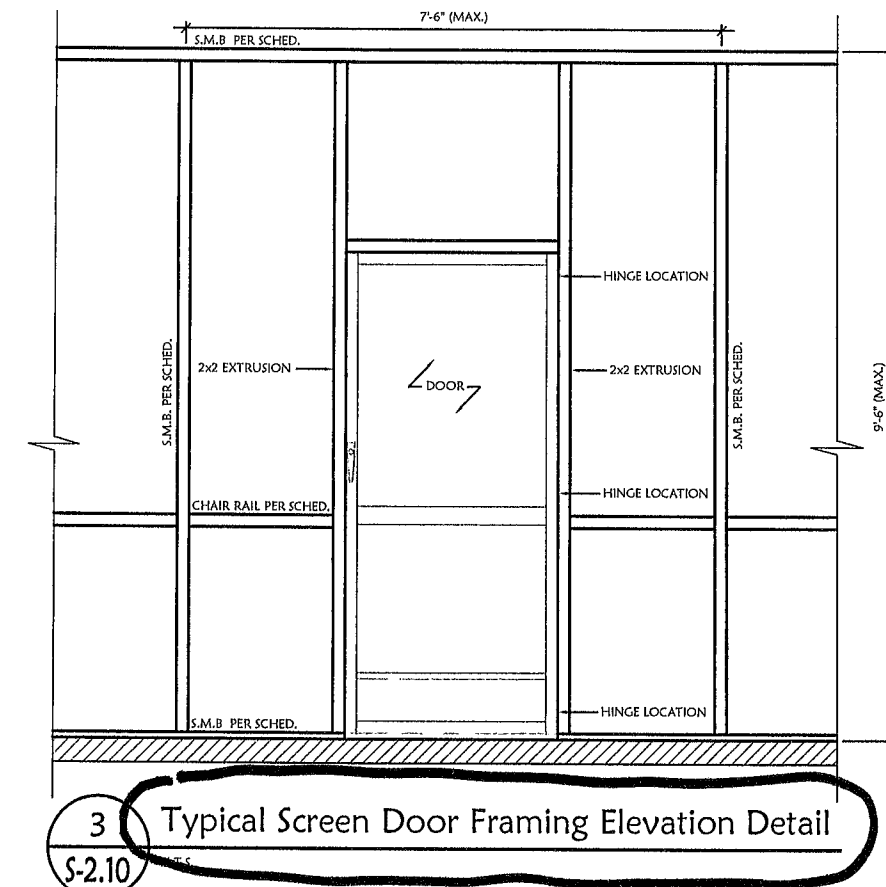 7'-6" (MAX.)
S.M.B PER SCHED.
HINGE LOCATION
S.M.B. PER SCHED.
2x2 EXTRUSION
DOOR
2x2 EXTRUSION
S.M.B. PER SCHED.
9'-6" (MAX.)
CHAIR RAIL PER SCHED.
HINGE LOCATION
S.M.B PER SCHED.
HINGE LOCATION
3
Typical Screen Door Framing Elevation Detail
S-2.10